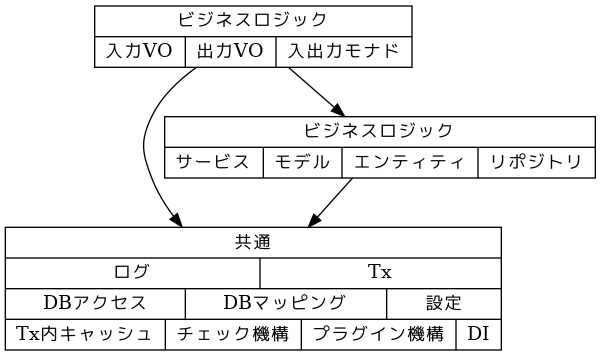 ビジネスロジック
入力VO 出力VO 入出力モナド
ビジネスロジック
サービス モデル エンティティ リポジトリ
共通
ログ Tx
DBアクセス DBマッピング 設定
Tx内キャッシュ チェック機構 プラグイン機構 DI